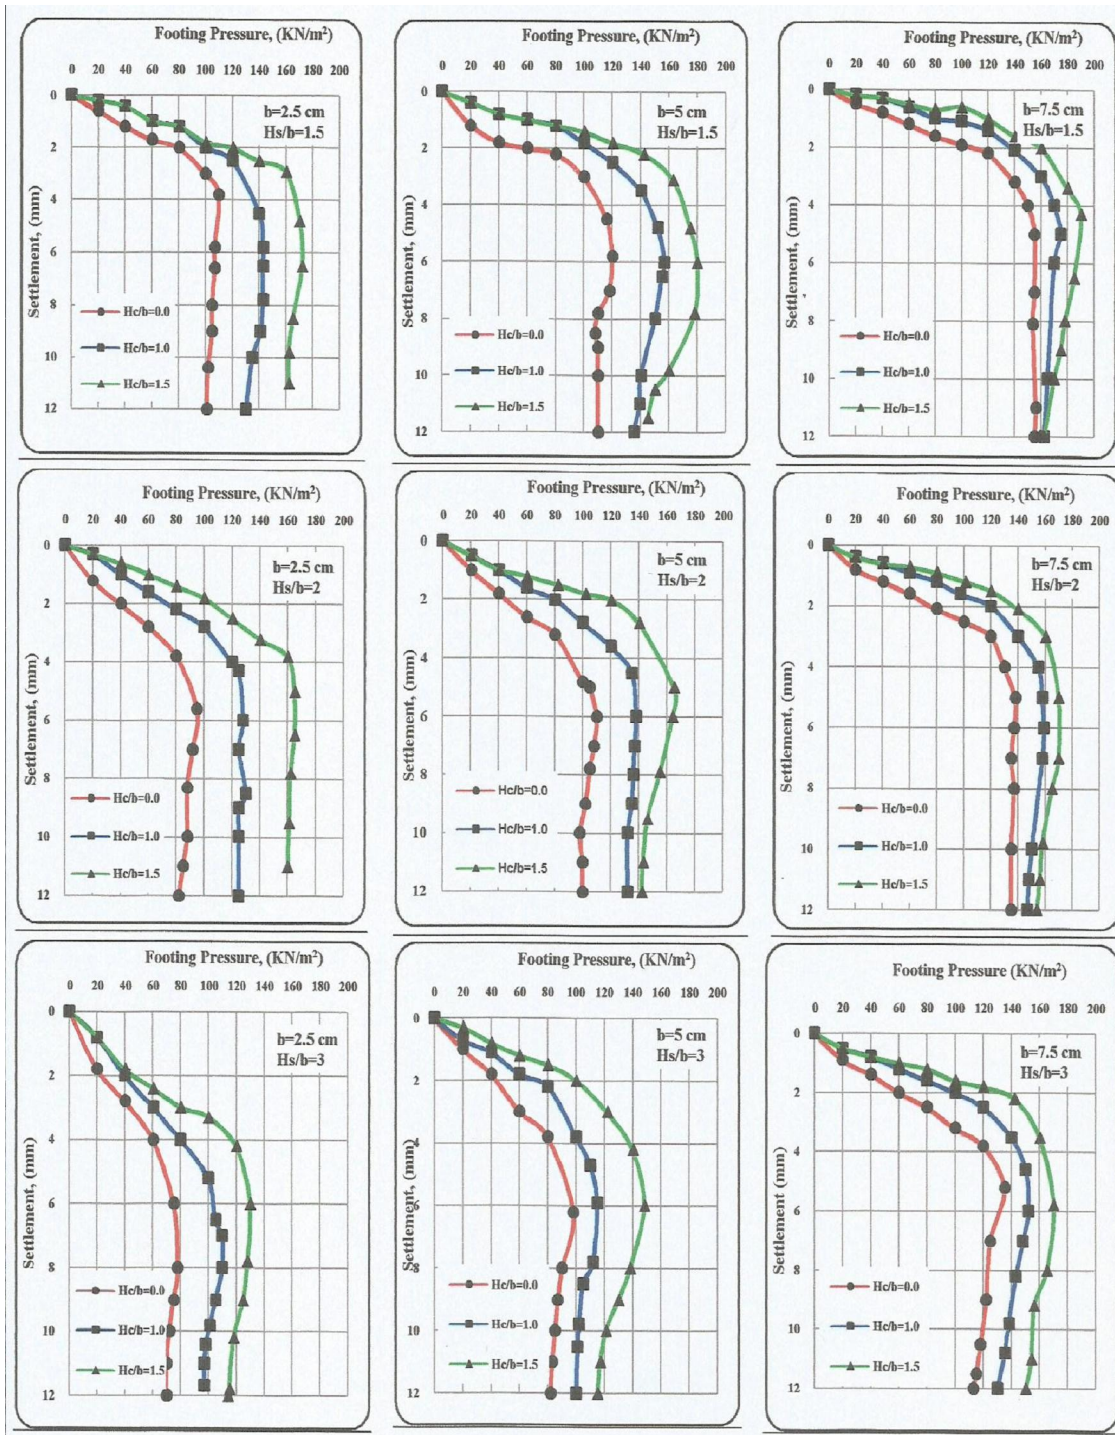 Footing Pressure, (KN/m²)
0 20 40 60 80 100 120 140 160 180 200
b=2.5 cm
Hs/b=1.5
Settlement, (mm)
0
2
4
6
8
10
12
Hc/b=0.0
Hc/b=1.0
Hc/b=1.5
Footing Pressure, (KN/m²)
0 20 40 60 80 100 120 140 160 180 200
b=5 cm
Hs/b=1.5
Settlement, (mm)
0
2
4
6
8
10
12
Hc/b=0.0
Hc/b=1.0
Hc/b=1.5
Footing Pressure, (KN/m²)
0 20 40 60 80 100 120 140 160 180 200
b=7.5 cm
Hs/b=1.5
Settlement, (mm)
0
2
4
6
8
10
12
Hc/b=0.0
Hc/b=1.0
Hc/b=1.5
Footing Pressure, (KN/m²)
0 20 40 60 80 100 120 140 160 180 200
b=2.5 cm
Hs/b=2
Settlement, (mm)
0
2
4
6
8
10
12
Hc/b=0.0
Hc/b=1.0
Hc/b=1.5
Footing Pressure, (KN/m²)
0 20 40 60 80 100 120 140 160 180 200
b=5 cm
Hs/b=2
Settlement, (mm)
0
2
4
6
8
10
12
Hc/b=0.0
Hc/b=1.0
Hc/b=1.5
Footing Pressure, (KN/m²)
0 20 40 60 80 100 120 140 160 180 200
b=7.5 cm
Hs/b=2
Settlement, (mm)
0
2
4
6
8
10
12
Hc/b=0.0
Hc/b=1.0
Hc/b=1.5
Footing Pressure, (KN/m²)
0 20 40 60 80 100 120 140 160 180 200
b=2.5 cm
Hs/b=3
Settlement, (mm)
0
2
4
6
8
10
12
Hc/b=0.0
Hc/b=1.0
Hc/b=1.5
Footing Pressure, (KN/m²)
0 20 40 60 80 100 120 140 160 180 200
b=5 cm
Hs/b=3
Settlement, (mm)
0
2
4
6
8
10
12
Hc/b=0.0
Hc/b=1.0
Hc/b=1.5
Footing Pressure (KN/m²)
0 20 40 60 80 100 120 140 160 180 200
b=7.5 cm
Hs/b=3
Settlement (mm)
0
2
4
6
8
10
12
Hc/b=0.0
Hc/b=1.0
Hc/b=1.5